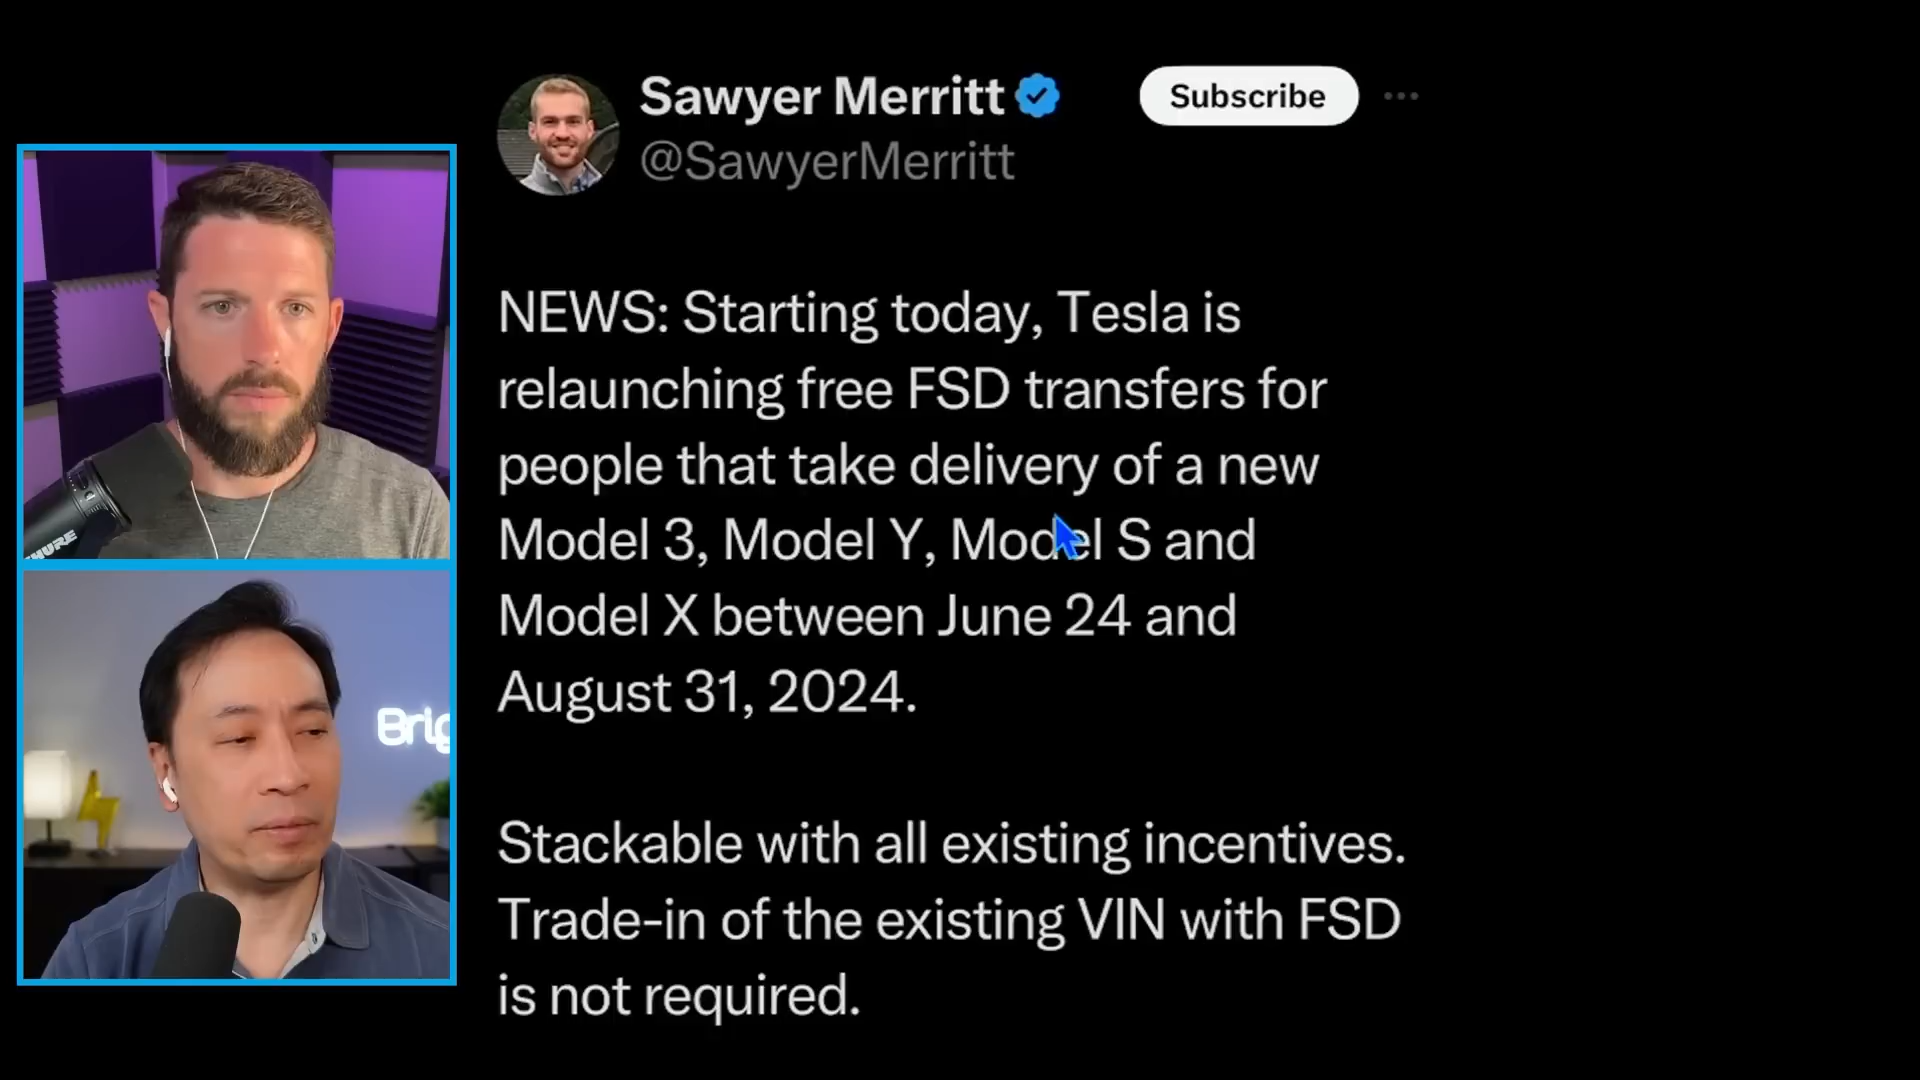 Sawyer Merritt
Subscribe
@SawyerMerritt
NEWS: Starting today, Tesla is
relaunching free FSD transfers for
people that take delivery of a new
Model 3, Model Y, Model S and
Model X between June 24 and
August 31, 2024.
Stackable with all existing incentives.
Trade-in of the existing VIN with FSD
is not required.
SHURE
Brig